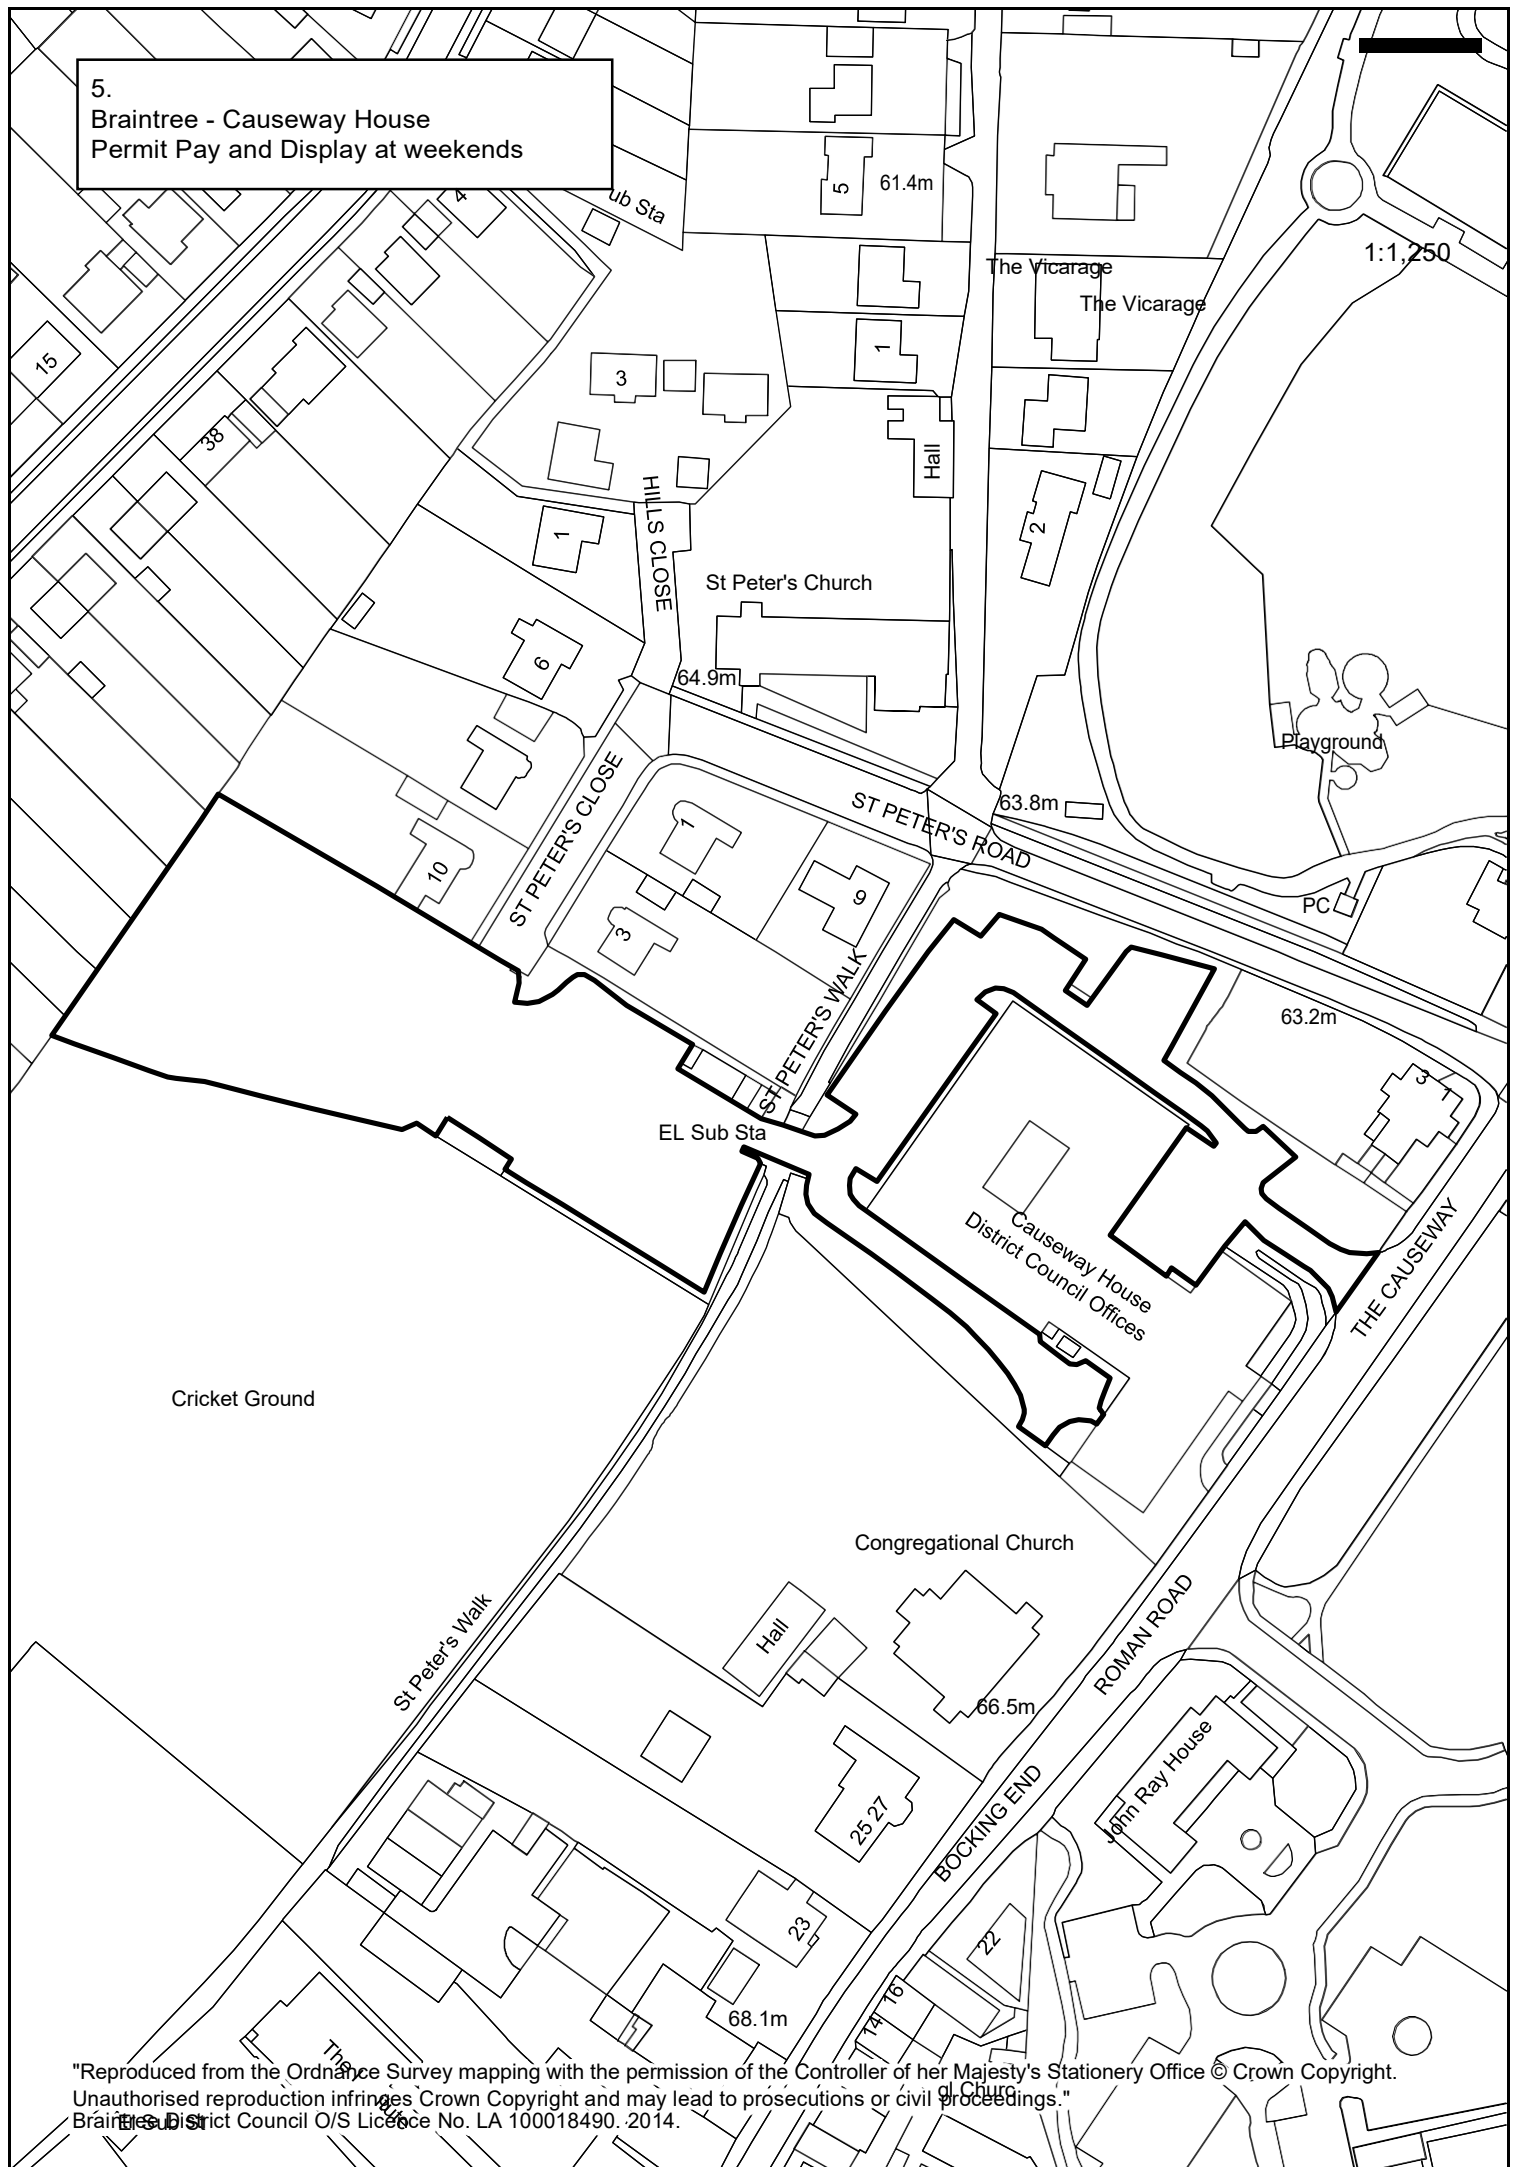 5.
Braintree - Causeway House
Permit Pay and Display at weekends
4
ub Sta
5
61.4m
1:1,250
The Vicarage
The Vicarage
15
3
1
38
Hall
HILLS CLOSE
1
2
St Peter's Church
6
64.9m
Playground
ST PETER'S CLOSE
ST PETER'S ROAD
63.8m
1
10
9
PC
3
ST PETER'S WALK
63.2m
3
1
EL Sub Sta
Causeway House
District Council Offices
THE CAUSEWAY
Cricket Ground
Congregational Church
St Peter's Walk
Hall
ROMAN ROAD
66.5m
John Ray House
25 27
BOCKING END
23
22
16
14
68.1m
The
"Reproduced from the Ordnance Survey mapping with the permission of the Controller of her Majesty's Stationery Office © Crown Copyright.
Unauthorised reproduction infringes Crown Copyright and may lead to prosecutions or civil proceedings."
Braintree District Council O/S Licence No. LA 100018490. 2014.
El Sub St